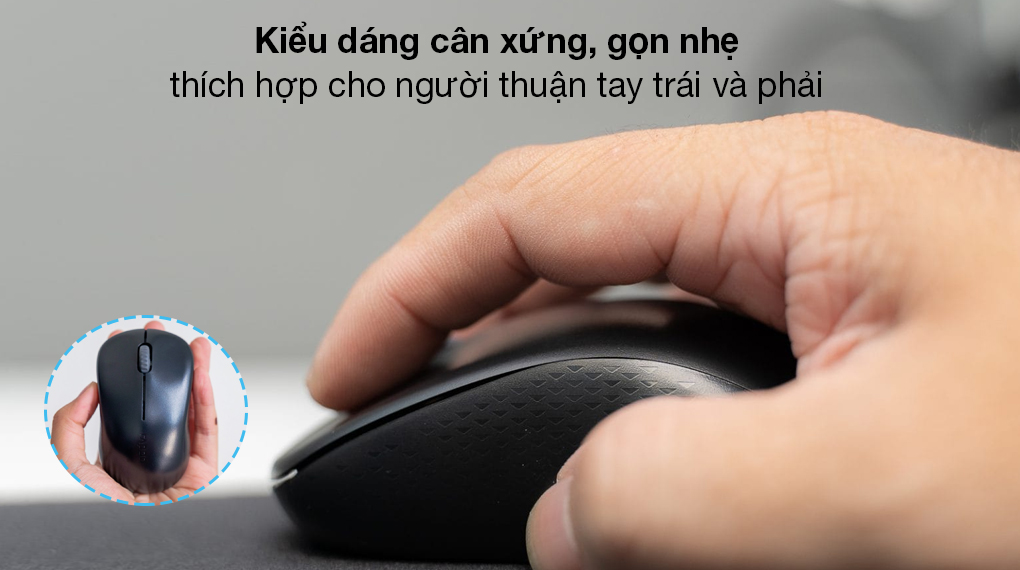 Kiểu dáng cân xứng, gọn nhẹ
thích hợp cho người thuận tay trái và phải